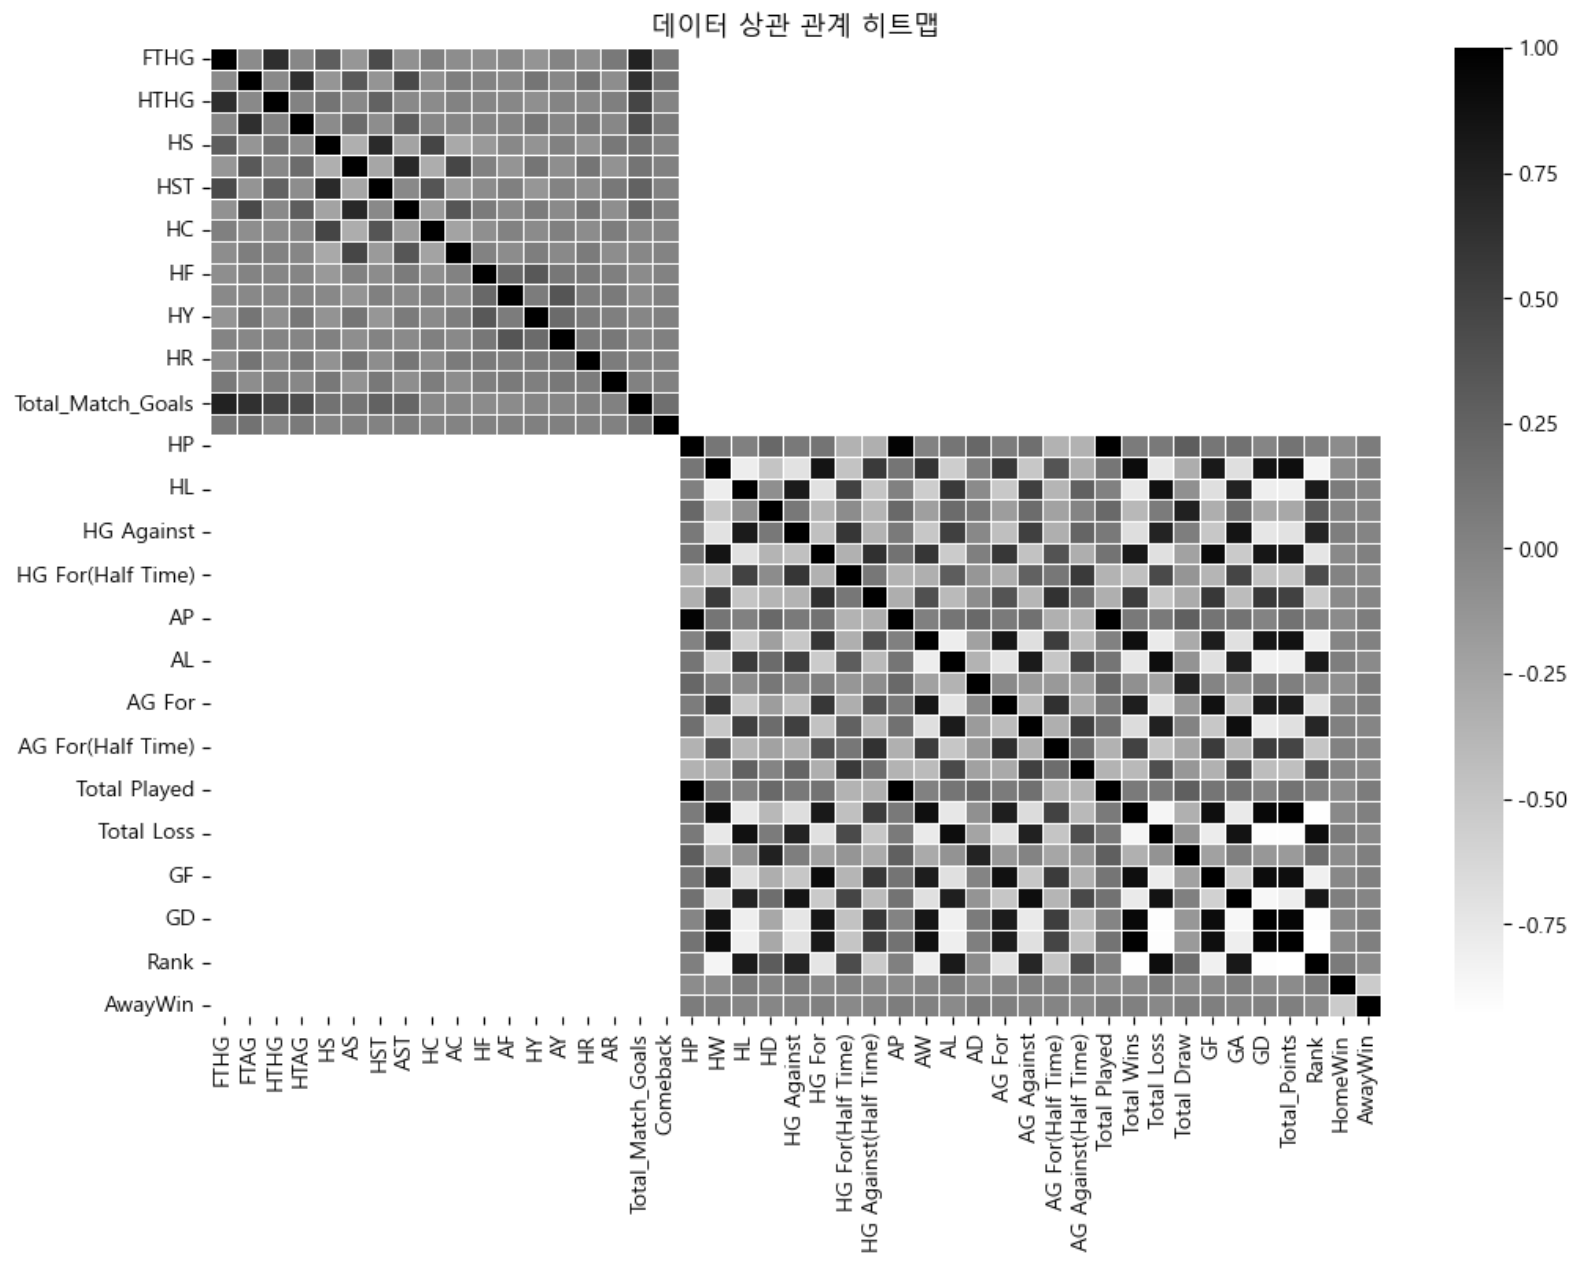 데이터 상관 관계 히트맵
FTHG
HTHG
HS
HST
HC
HF
HY
HR
Total_Match_Goals
HP
HL
HG Against
HG For(Half Time)
AP
AL
AG For
AG For(Half Time)
Total Played
Total Loss
GF
GD
Rank
AwayWin
FTHG
FTAG
HTHG
HTAG
HS
AS
HST
AST
HC
AC
HF
AF
HY
AY
HR
AR
Total_Match_Goals
Comeback
HP
HW
HL
HD
HG Against
HG For
HG For(Half Time)
HG Against(Half Time)
AP
AW
AL
AD
AG For
AG Against
AG For(Half Time)
AG Against(Half Time)
Total Played
Total Wins
Total Loss
Total Draw
GF
GA
GD
Total_Points
Rank
HomeWin
AwayWin
1.00
0.75
0.50
0.25
0.00
-0.25
-0.50
-0.75